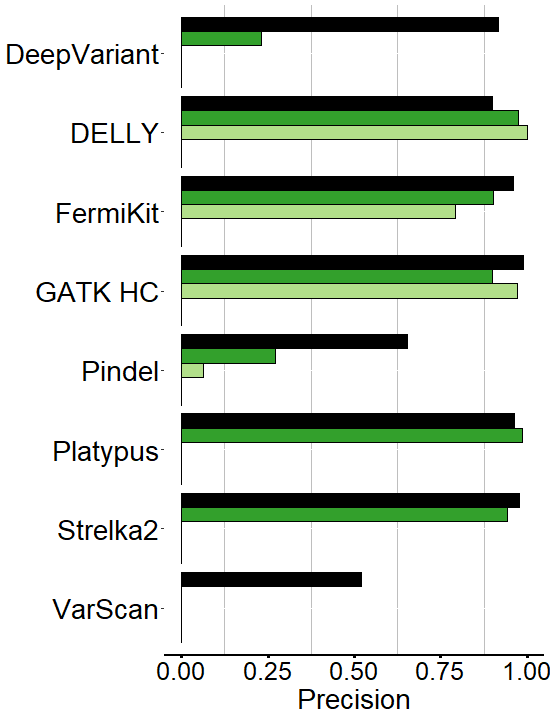 DeepVariant
DELLY
FermiKit
GATK HC
Pindel
Platypus
Strelka2
VarScan
0.00 0.25 0.50 0.75 1.00
Precision